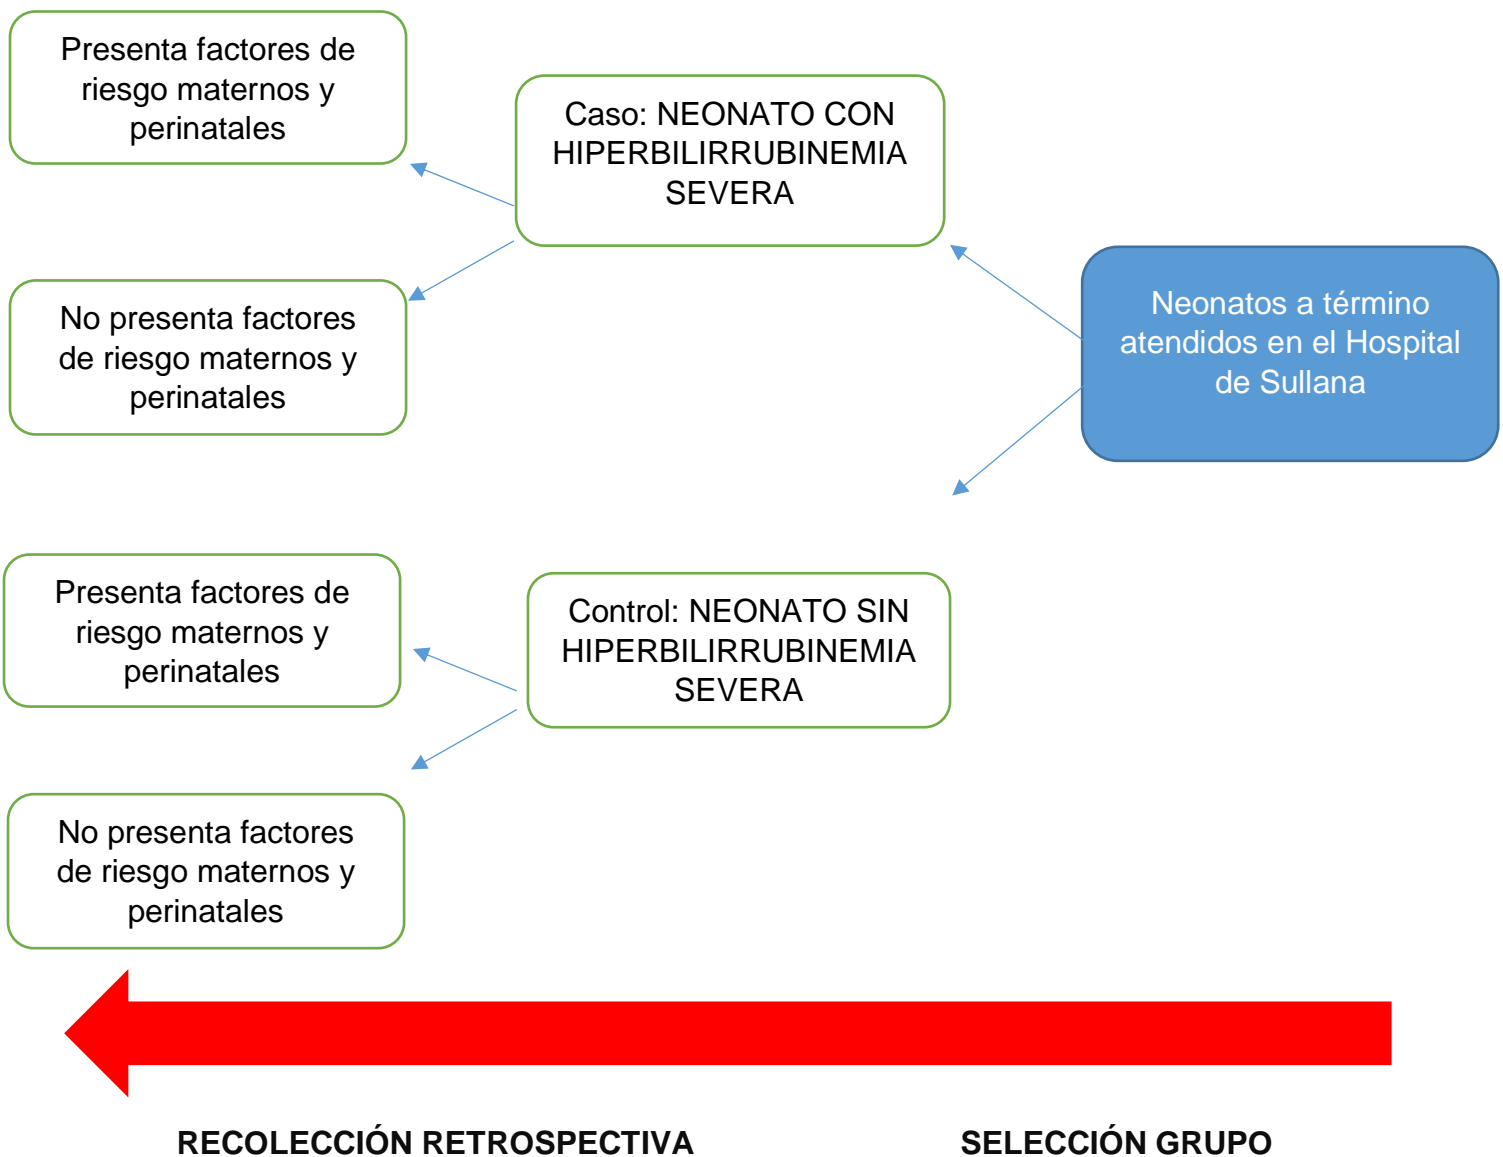 Presenta factores de
riesgo maternos y
perinatales
Caso: NEONATO CON
HIPERBILIRRUBINEMIA
SEVERA
No presenta factores
de riesgo maternos y
perinatales
Neonatos a término
atendidos en el Hospital
de Sullana
Presenta factores de
riesgo maternos y
perinatales
Control: NEONATO SIN
HIPERBILIRRUBINEMIA
SEVERA
No presenta factores
de riesgo maternos y
perinatales
RECOLECCIÓN RETROSPECTIVA
SELECCIÓN GRUPO